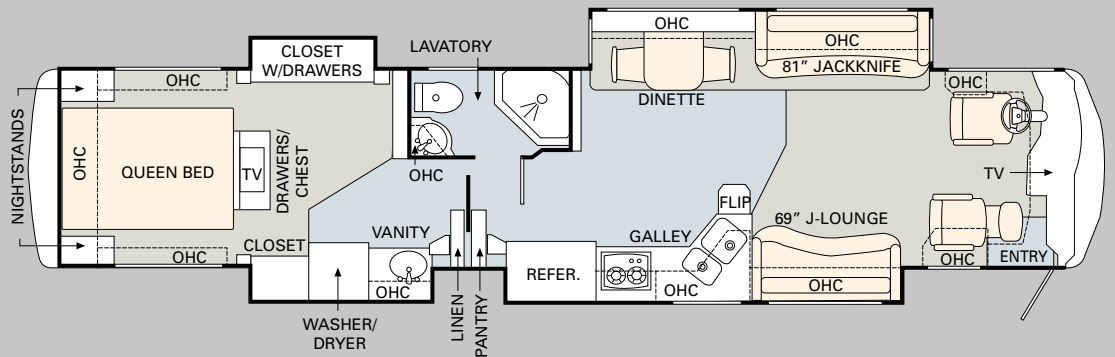 NIGHTSTANDS
OHC
OHC
QUEEN BED
TV
DRAWERS/
CHEST
OHC
CLOSET
W/DRAWERS
CLOSET
WASHER/
DRYER
VANITY
OHC
LAVATORY
OHC
LINEN
PANTRY
REFER.
GALLEY
OHC
FLIP
OHC
DINETTE
OHC
81” JACKKNIFE
69” J-LOUNGE
OHC
OHC
TV
OHC
ENTRY